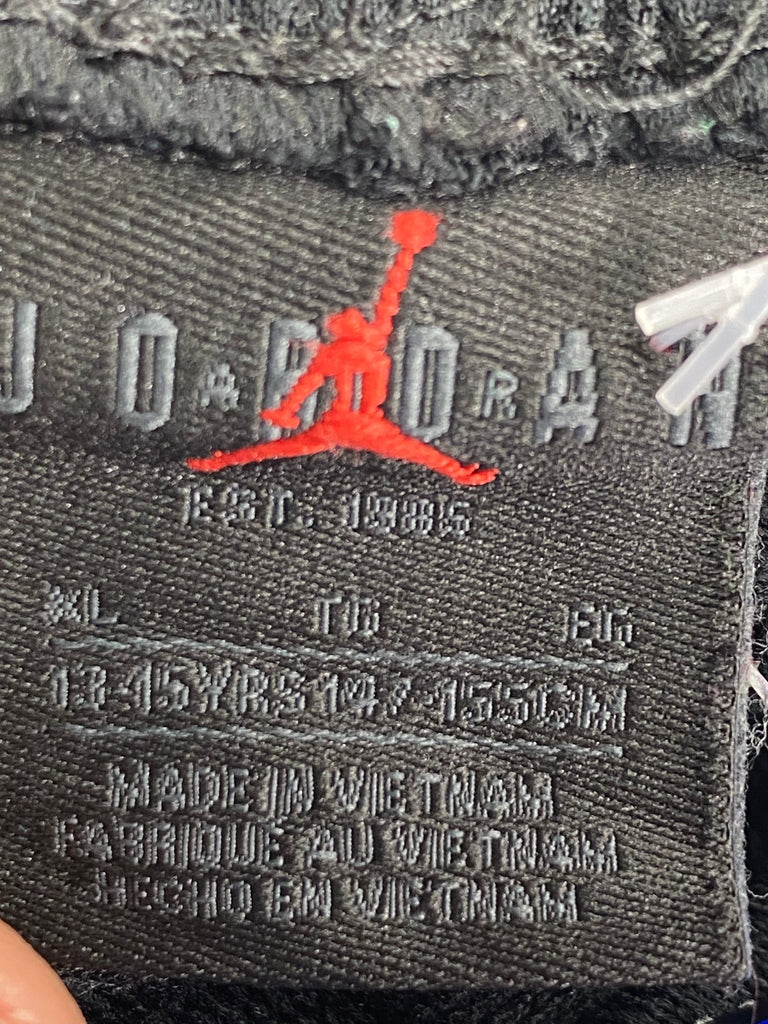 JORDAN
AIR
EST. 1985
XL TG EG
13-15YRS 147-155CM
MADE IN VIETNAM
FABRIQUE AU VIETNAM
HECHO EN VIETNAM